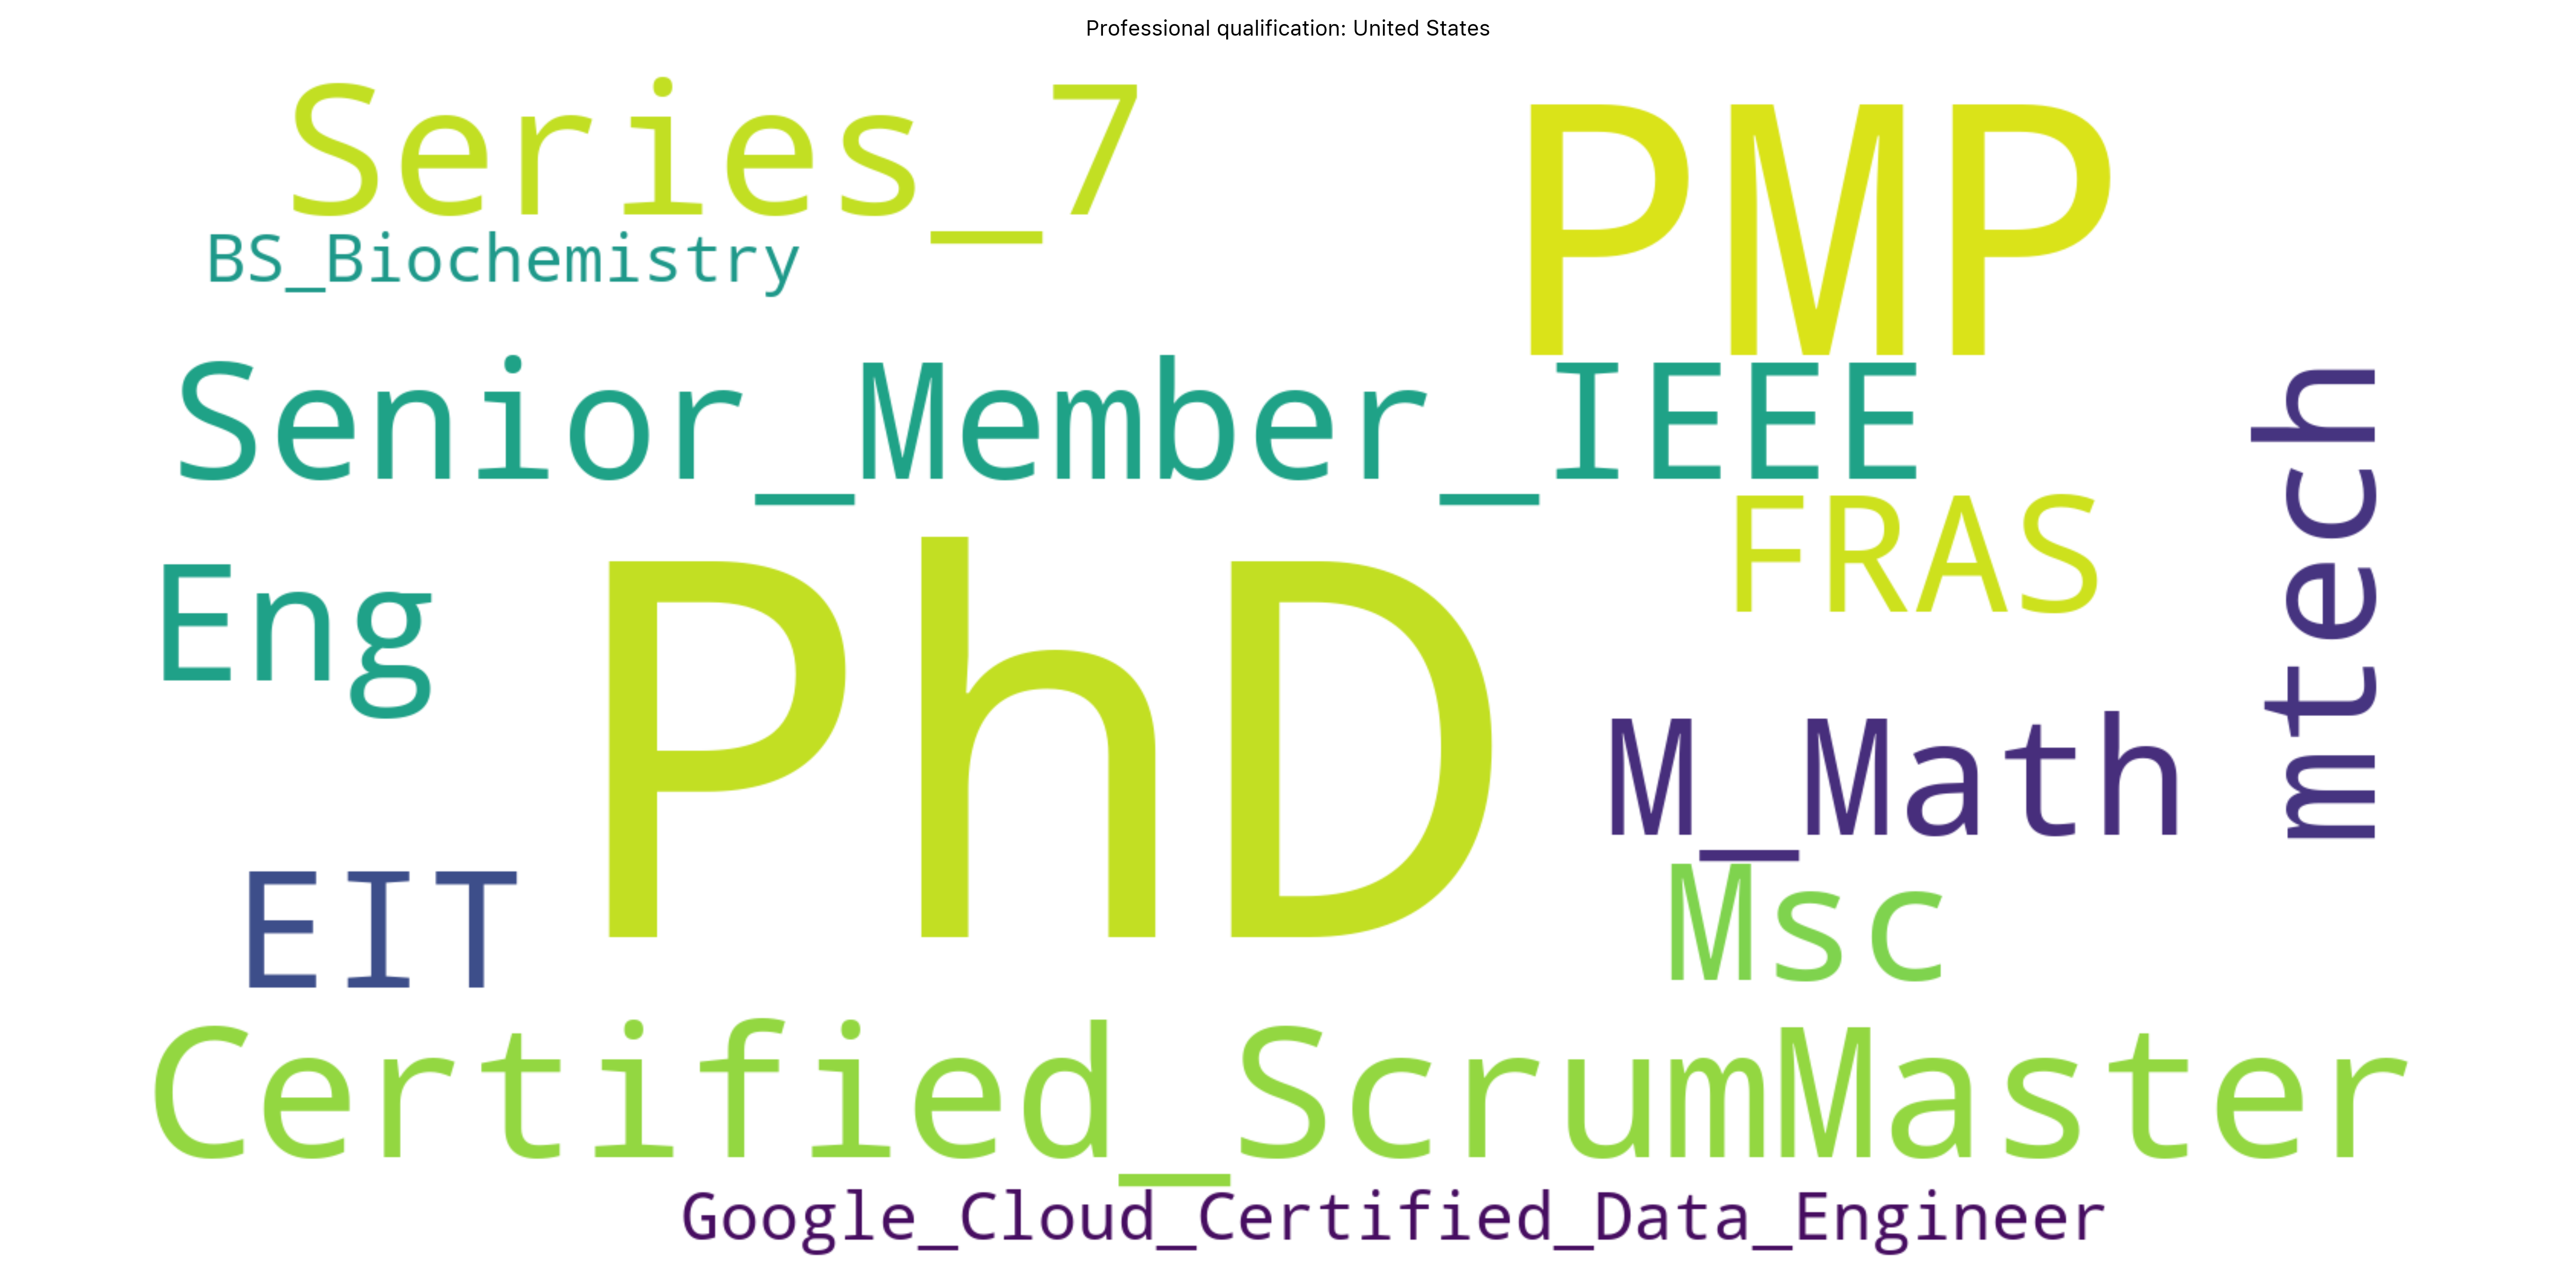 Professional qualification: United States
Series_7
PMP
BS_Biochemistry
Senior_Member_IEEE
mtech
FRAS
Eng
PhD
M_Math
EIT
Msc
Certified_ScrumMaster
Google_Cloud_Certified_Data_Engineer